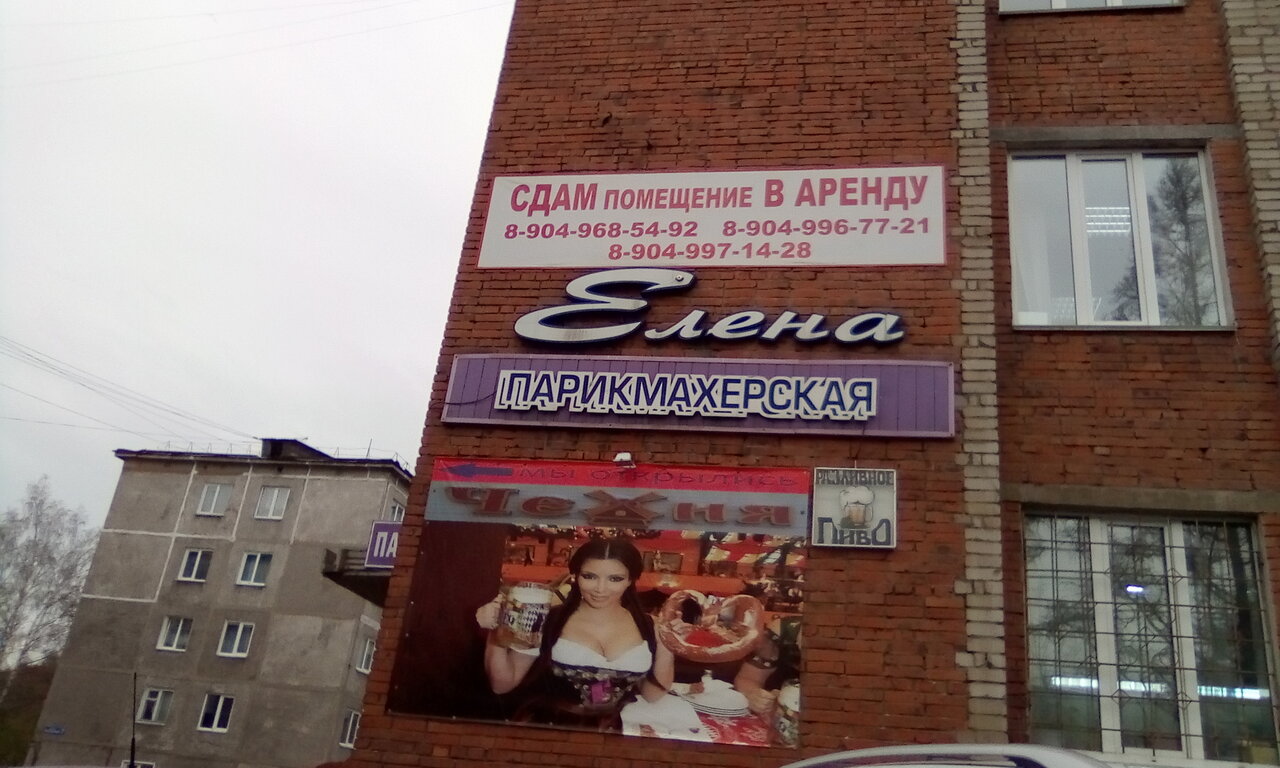 СДАМ ПОМЕЩЕНИЕ В АРЕНДУ
8-904-968-54-92 8-904-996-77-21
8-904-997-14-28
Елена
ПАРИКМАХЕРСКАЯ
МЫ ОТКРЫЛИСЬ
ЧеХня
РАЗЛИВНОЕ
ПИВО
ПА